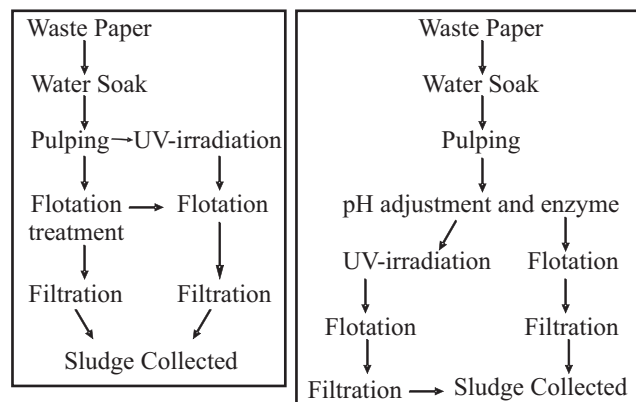 Waste Paper
Water Soak
Pulping
UV-irradiation
Flotation
treatment
Flotation
Filtration
Filtration
Sludge Collected
Waste Paper
Water Soak
Pulping
pH adjustment and enzyme
UV-irradiation
Flotation
Flotation
Filtration
Filtration
Sludge Collected